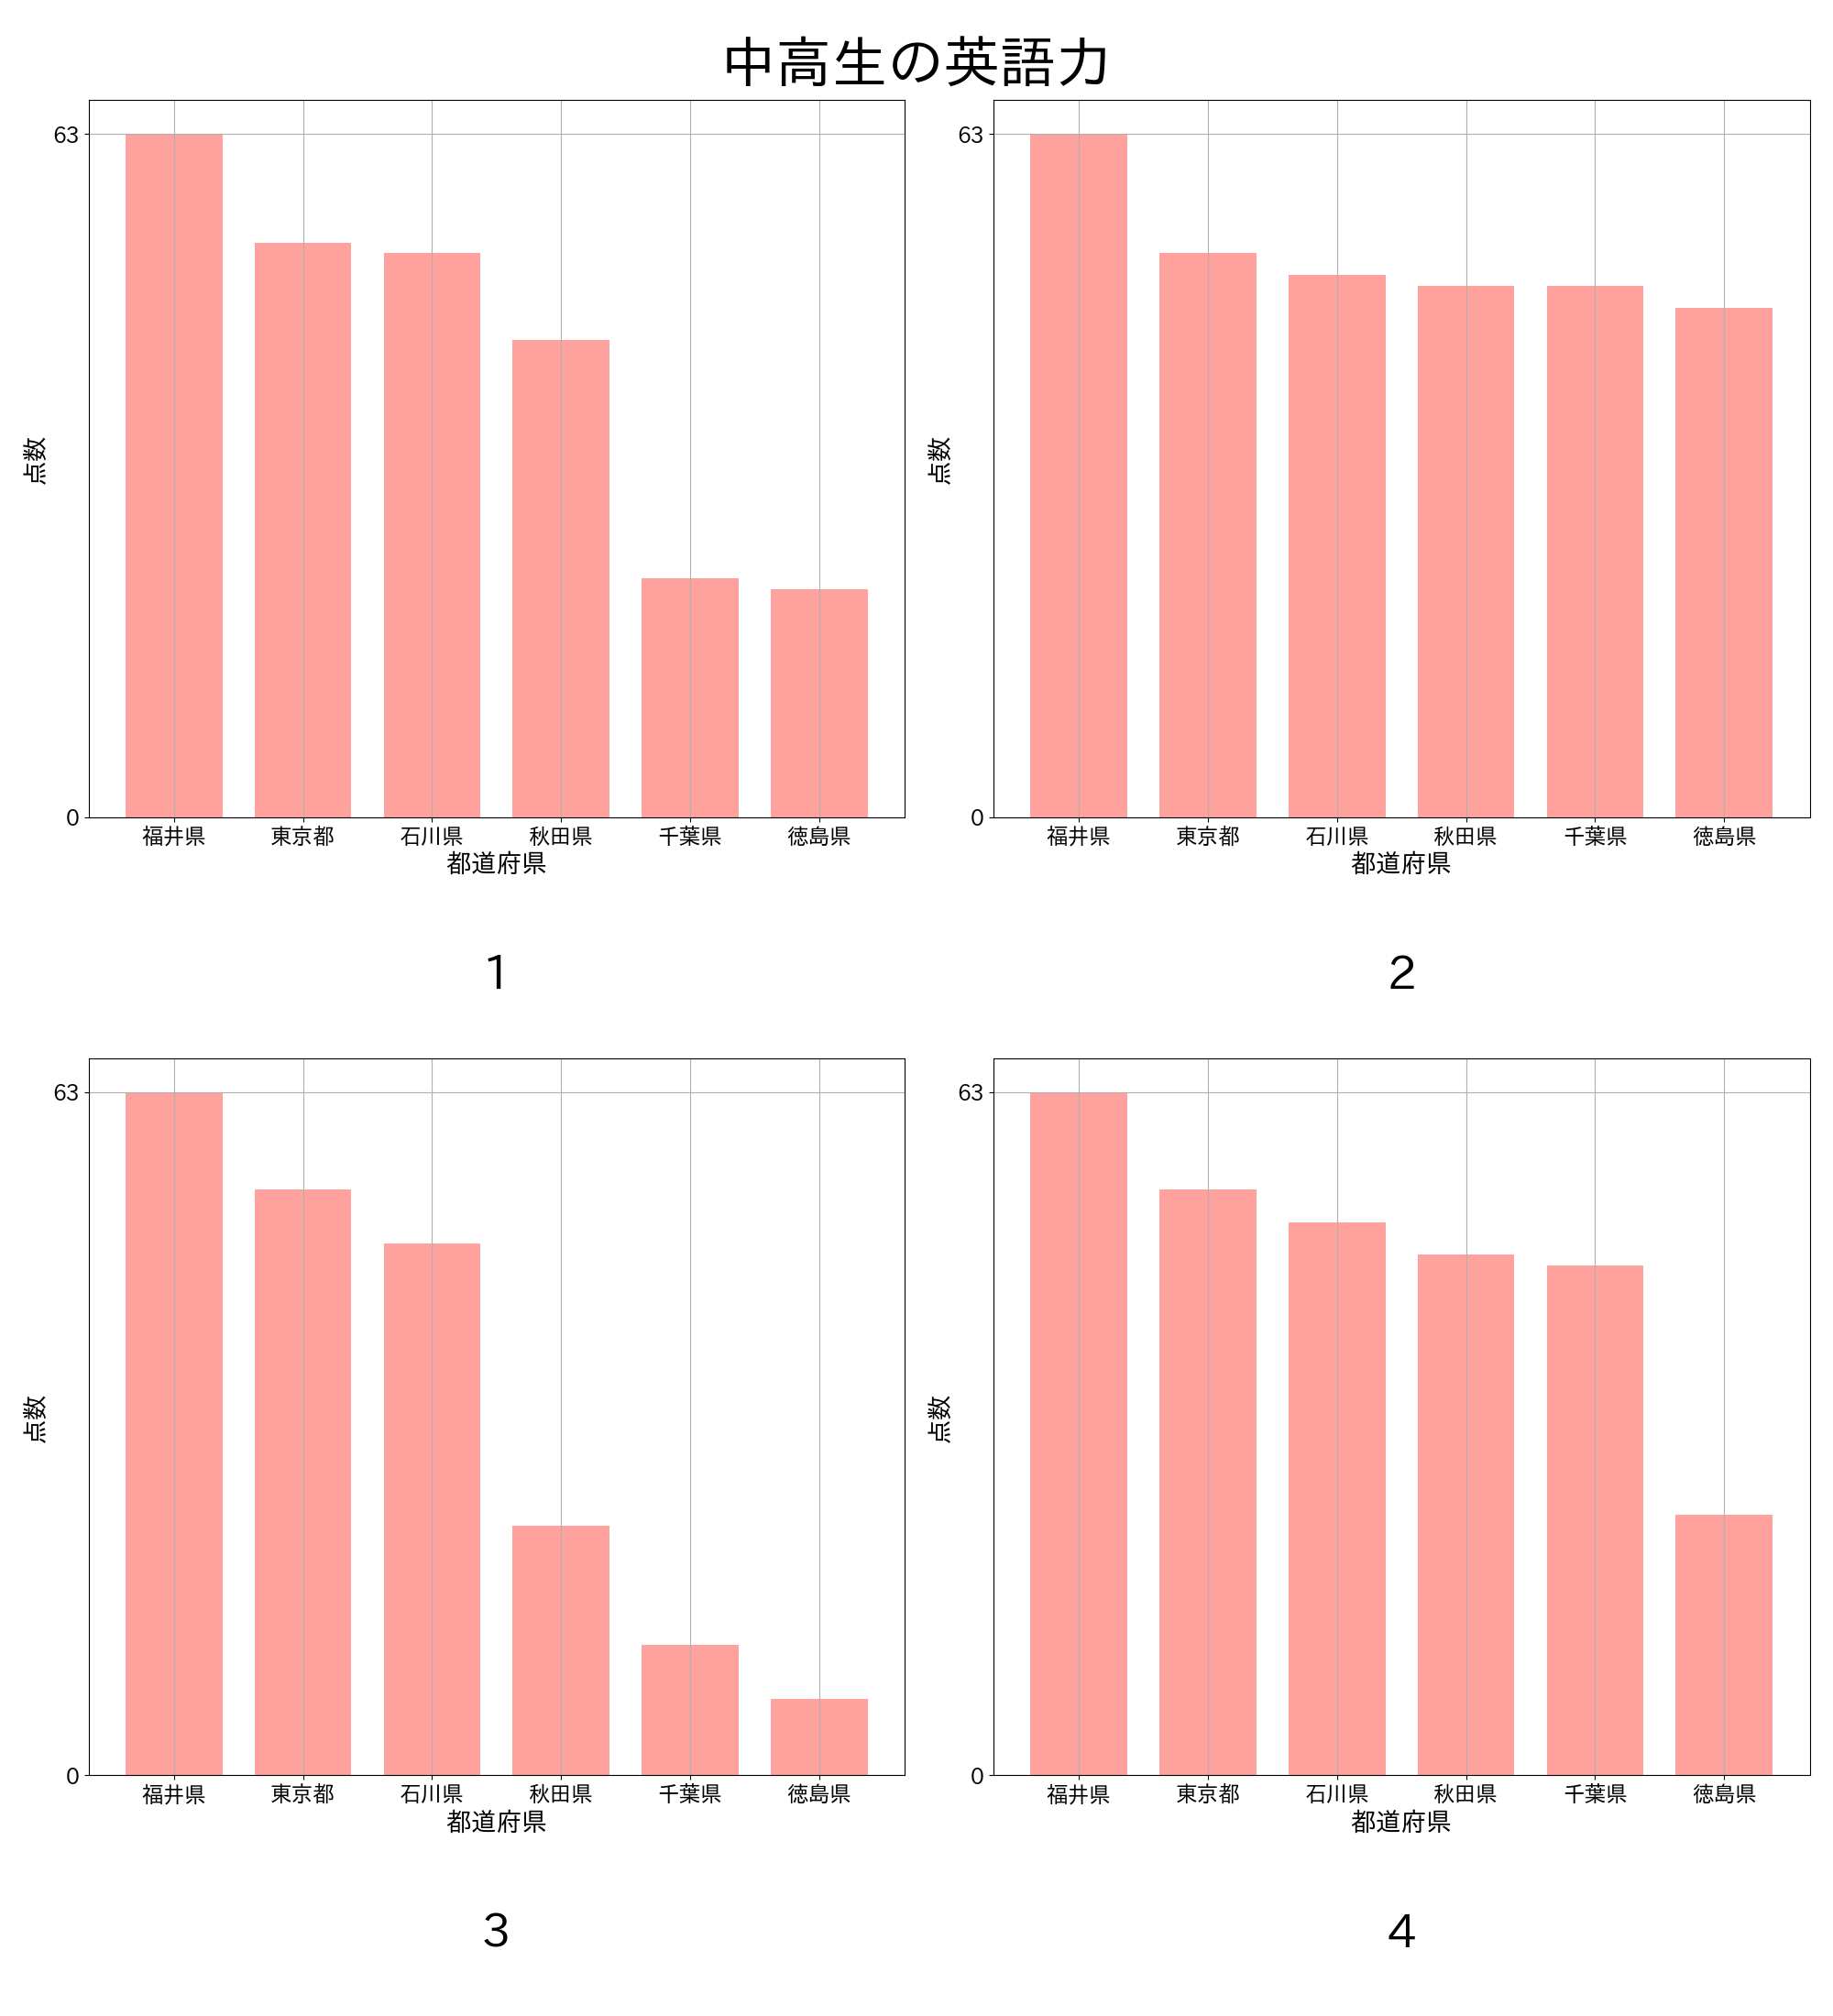 中高生の英語力
63
点数
0
福井県 東京都 石川県 秋田県 千葉県 徳島県
都道府県
1
63
点数
0
福井県 東京都 石川県 秋田県 千葉県 徳島県
都道府県
2
63
点数
0
福井県 東京都 石川県 秋田県 千葉県 徳島県
都道府県
3
63
点数
0
福井県 東京都 石川県 秋田県 千葉県 徳島県
都道府県
4